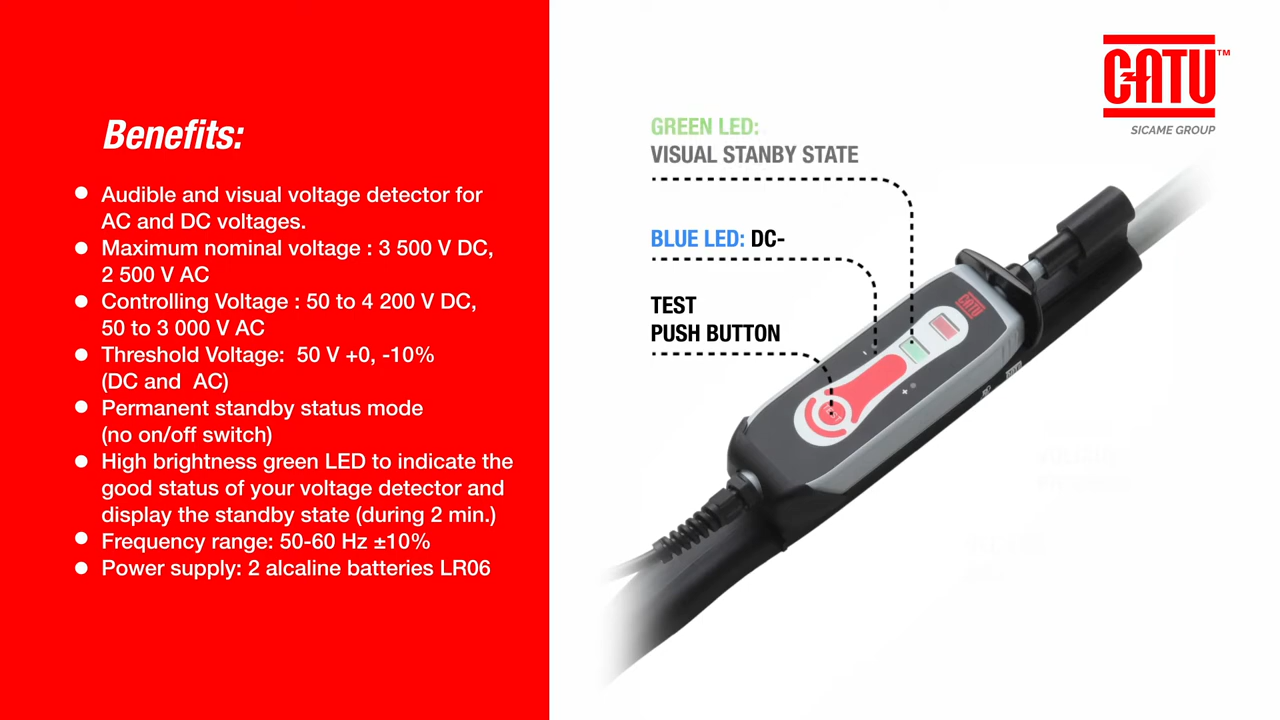 Benefits:
Audible and visual voltage detector for
AC and DC voltages.
Maximum nominal voltage : 3 500 V DC,
2 500 V AC
Controlling Voltage : 50 to 4 200 V DC,
50 to 3 000 V AC
Threshold Voltage:  50 V +0, -10%
(DC and  AC)
Permanent standby status mode
(no on/off switch)
High brightness green LED to indicate the
good status of your voltage detector and
display the standby state (during 2 min.)
Frequency range: 50-60 Hz ±10%
Power supply: 2 alcaline batteries LR06
CATU™
SICAME GROUP
GREEN LED:
VISUAL STANBY STATE
BLUE LED: DC-
TEST
PUSH BUTTON
CATU
TEST